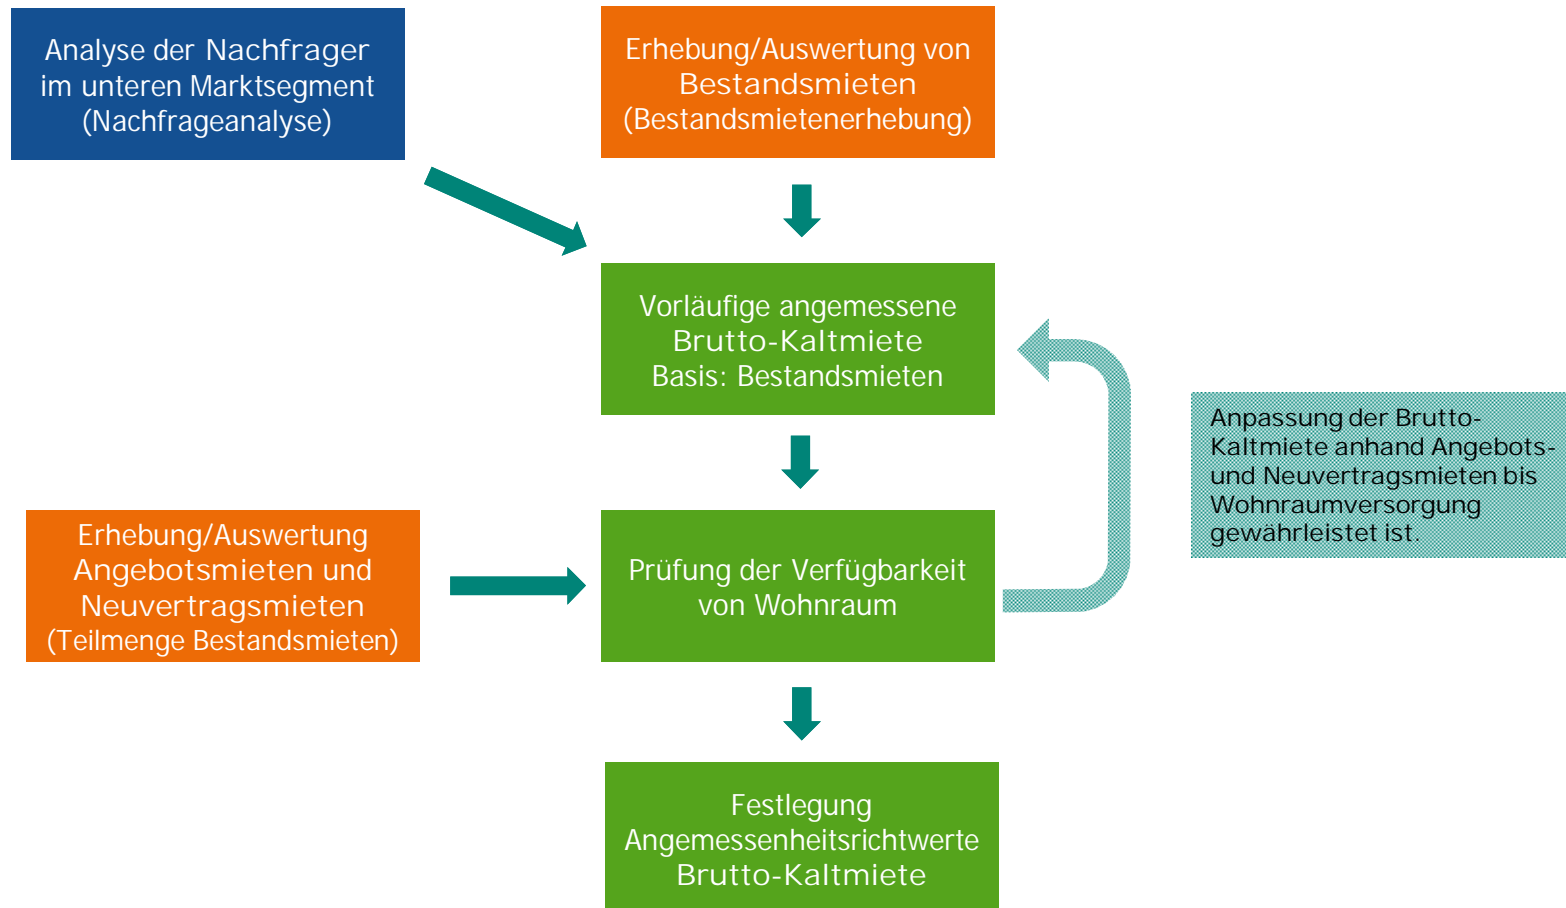 Analyse der Nachfrager
im unteren Marktsegment
(Nachfrageanalyse)
Erhebung/Auswertung von
Bestandsmieten
(Bestandsmietenerhebung)
Vorläufige angemessene
Brutto-Kaltmiete
Basis: Bestandsmieten
Anpassung der Brutto-
Kaltmiete anhand Angebots-
und Neuvertragsmieten bis
Wohnraumversorgung
gewährleistet ist.
Erhebung/Auswertung
Angebotsmieten und
Neuvertragsmieten
(Teilmenge Bestandsmieten)
Prüfung der Verfügbarkeit
von Wohnraum
Festlegung
Angemessenheitsrichtwerte
Brutto-Kaltmiete